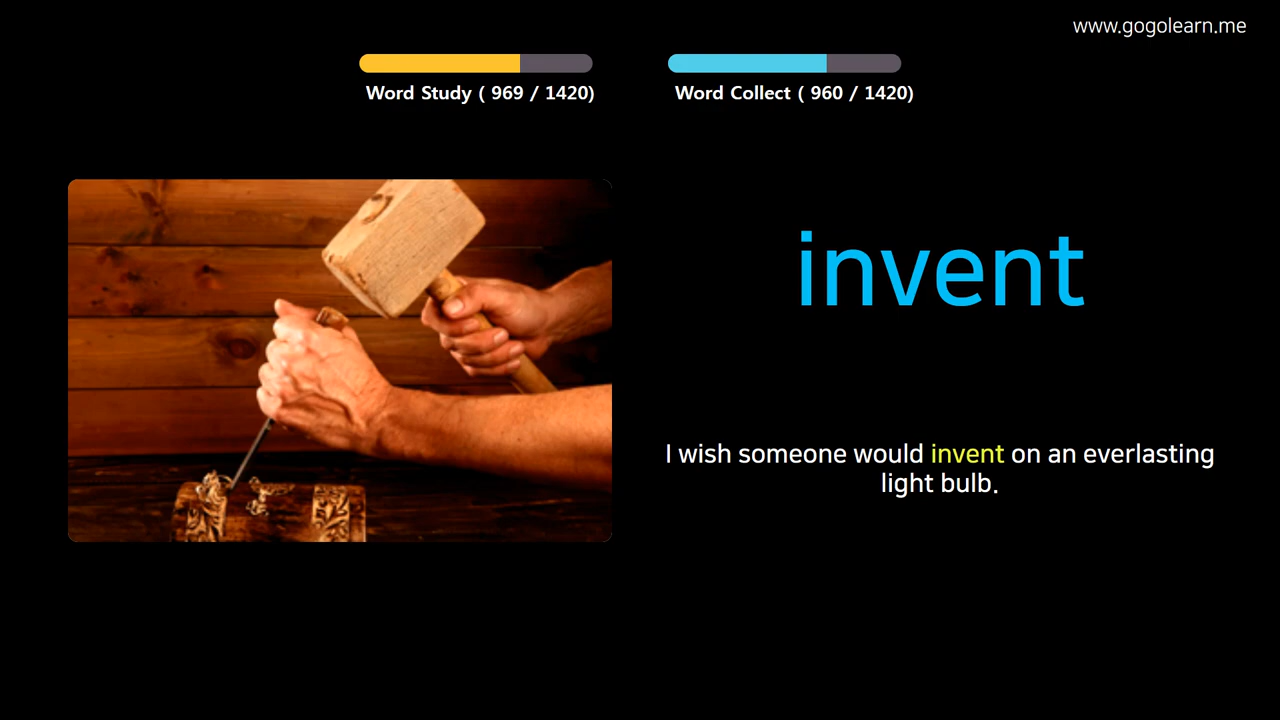 www.gogolearn.me
Word Study ( 969 / 1420)
Word Collect ( 960 / 1420)
invent
I wish someone would invent on an everlasting
light bulb.